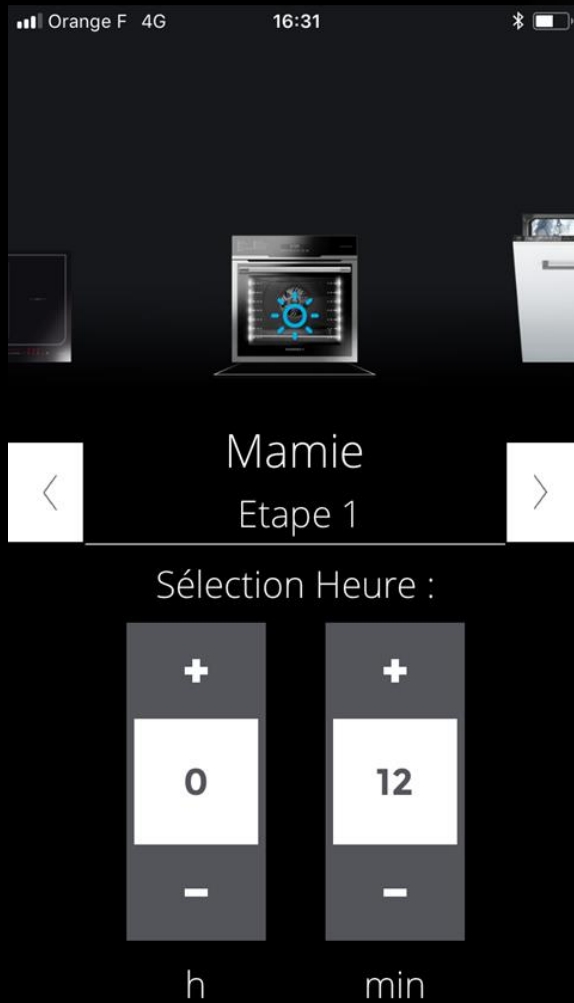 Orange F 4G 16:31
Mamie
Etape 1
Sélection Heure :
+ +
0 12
- -
h min